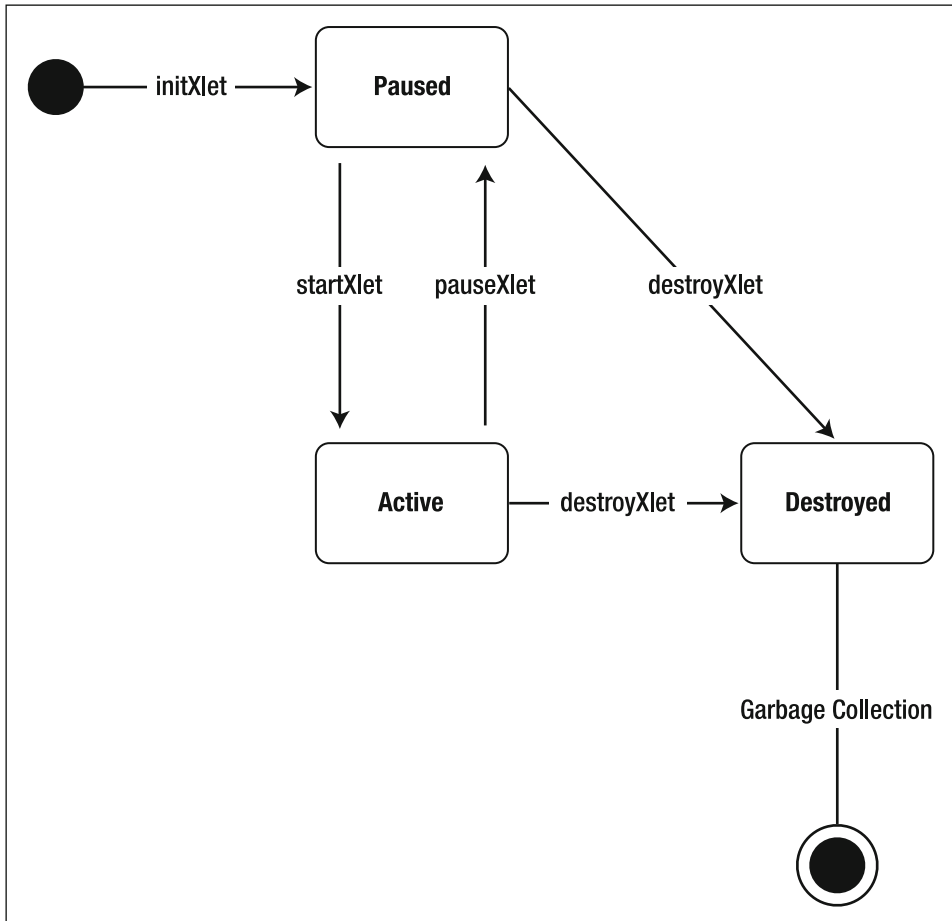 initXlet
Paused
startXlet
pauseXlet
destroyXlet
Active
destroyXlet
Destroyed
Garbage Collection